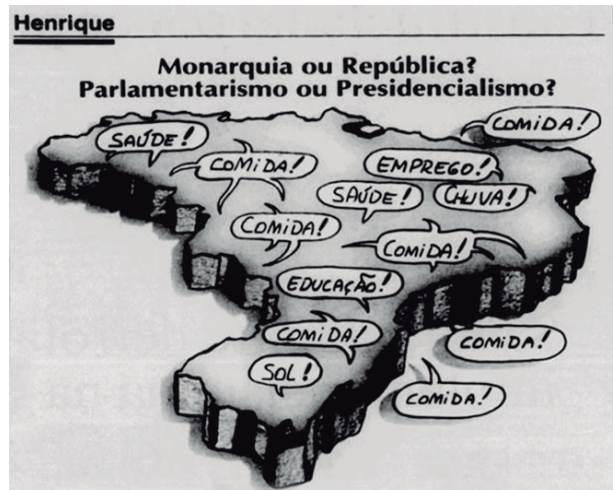 Henrique
Monarquia ou República?
Parlamentarismo ou Presidencialismo?
COMIDA!
SAÚDE!
COMIDA!
EMPREGO!
SAÚDE!
CHUVA!
COMIDA!
COMIDA!
EDUCAÇÃO!
COMIDA!
COMIDA!
SOL!
COMIDA!